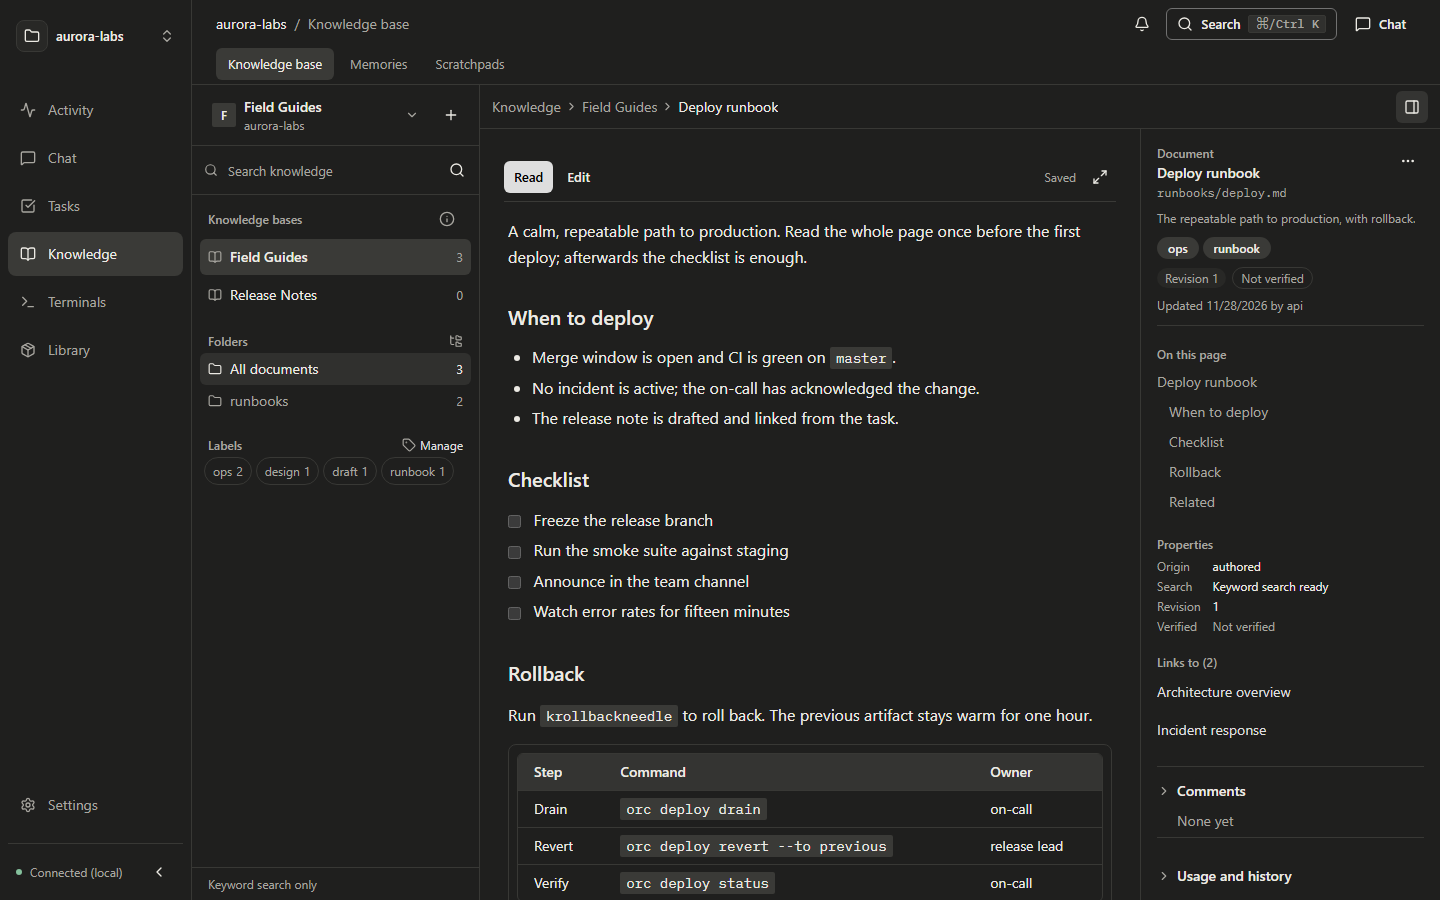 aurora-labs
Activity
Chat
Tasks
Knowledge
Terminals
Library
Settings
Connected (local)
aurora-labs / Knowledge base
Search ⌘/Ctrl K
Chat
Knowledge base Memories Scratchpads
F
Field Guides
aurora-labs
Search knowledge
Knowledge bases
Field Guides 3
Release Notes 0
Folders
All documents 3
runbooks 2
Labels Manage
ops 2 design 1 draft 1 runbook 1
Keyword search only
Knowledge > Field Guides > Deploy runbook
Read Edit Saved
A calm, repeatable path to production. Read the whole page once before the first
deploy; afterwards the checklist is enough.
When to deploy
• Merge window is open and CI is green on master.
• No incident is active; the on-call has acknowledged the change.
• The release note is drafted and linked from the task.
Checklist
Freeze the release branch
Run the smoke suite against staging
Announce in the team channel
Watch error rates for fifteen minutes
Rollback
Run krollbackneedle to roll back. The previous artifact stays warm for one hour.
Step Command Owner
Drain orc deploy drain on-call
Revert orc deploy revert --to previous release lead
Verify orc deploy status on-call
Document
Deploy runbook
runbooks/deploy.md
The repeatable path to production, with rollback.
ops runbook
Revision 1 Not verified
Updated 11/28/2026 by api
On this page
Deploy runbook
When to deploy
Checklist
Rollback
Related
Properties
Origin authored
Search Keyword search ready
Revision 1
Verified Not verified
Links to (2)
Architecture overview
Incident response
Comments
None yet
Usage and history